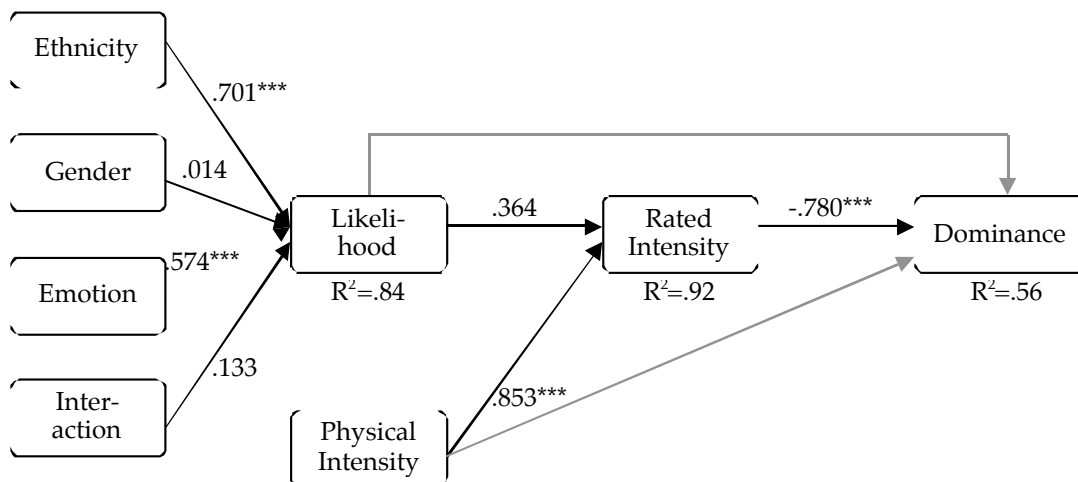 Ethnicity
.701***
Gender
.014
Likeli-
hood
R²=.84
.364
Rated
Intensity
R²=.92
-.780***
Dominance
R²=.56
Emotion
.574***
Inter-
action
.133
Physical
Intensity
.853***